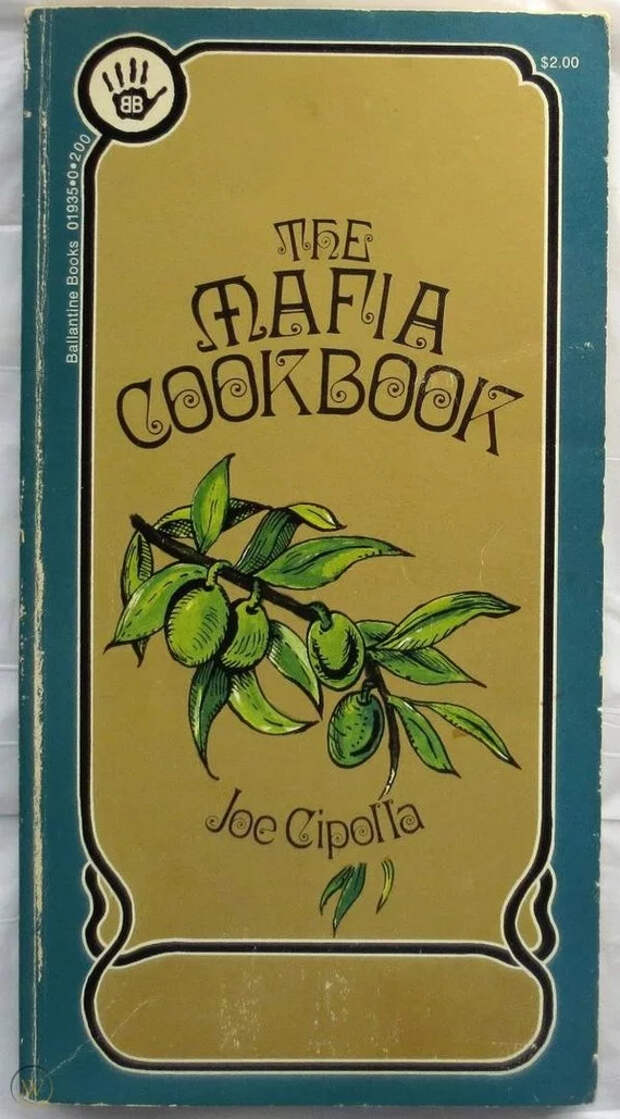 BB
$2.00
Ballantine Books 01935•0•200
THE
MAFIA
COOKBOOK
Joe Cipolla
W